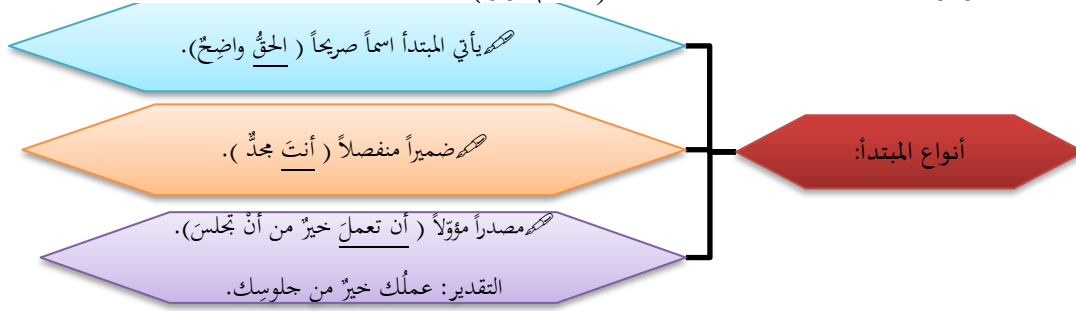 أنواع المبتدأ:
يأتي المبتدأ اسماً صريحاً ( الحقُّ واضِحٌ).
ضميراً منفصلاً ( أنتَ مجدٌّ ).
مصدراً مؤوّلاً ( أن تعملَ خيرٌ من أنْ تجلسَ).
التقدير: عملُك خيرٌ من جلوسِك.